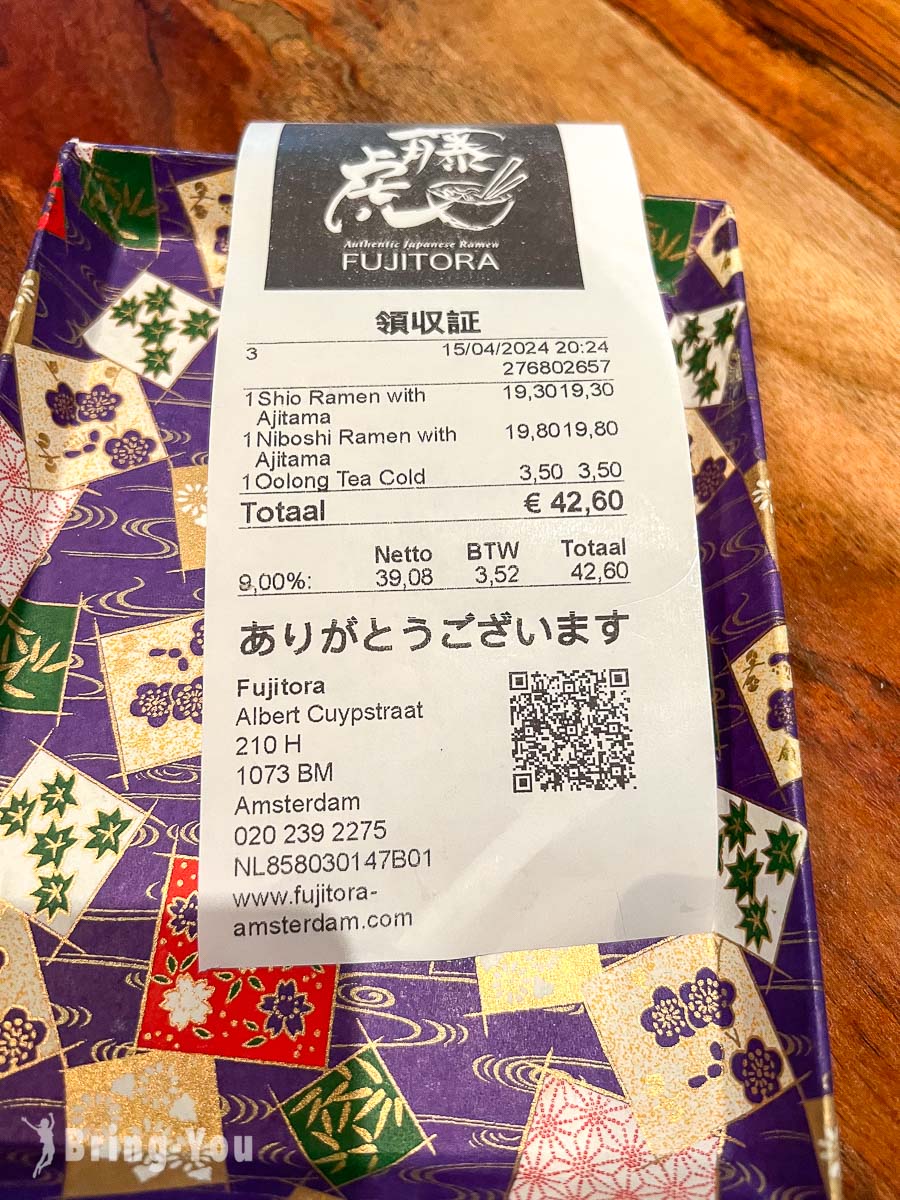 藤虎
Authentic Japanese Ramen
FUJITORA
領収証
3 15/04/2024 20:24
276802657
1 Shio Ramen with 19,30 19,30
Ajitama
1 Niboshi Ramen with 19,80 19,80
Ajitama
1 Oolong Tea Cold 3,50 3,50
Totaal € 42,60
Netto BTW Totaal
9,00%: 39,08 3,52 42,60
ありがとうございます
Fujitora
Albert Cuypstraat
210 H
1073 BM
Amsterdam
020 239 2275
NL858030147B01
www.fujitora-
amsterdam.com
Bring You